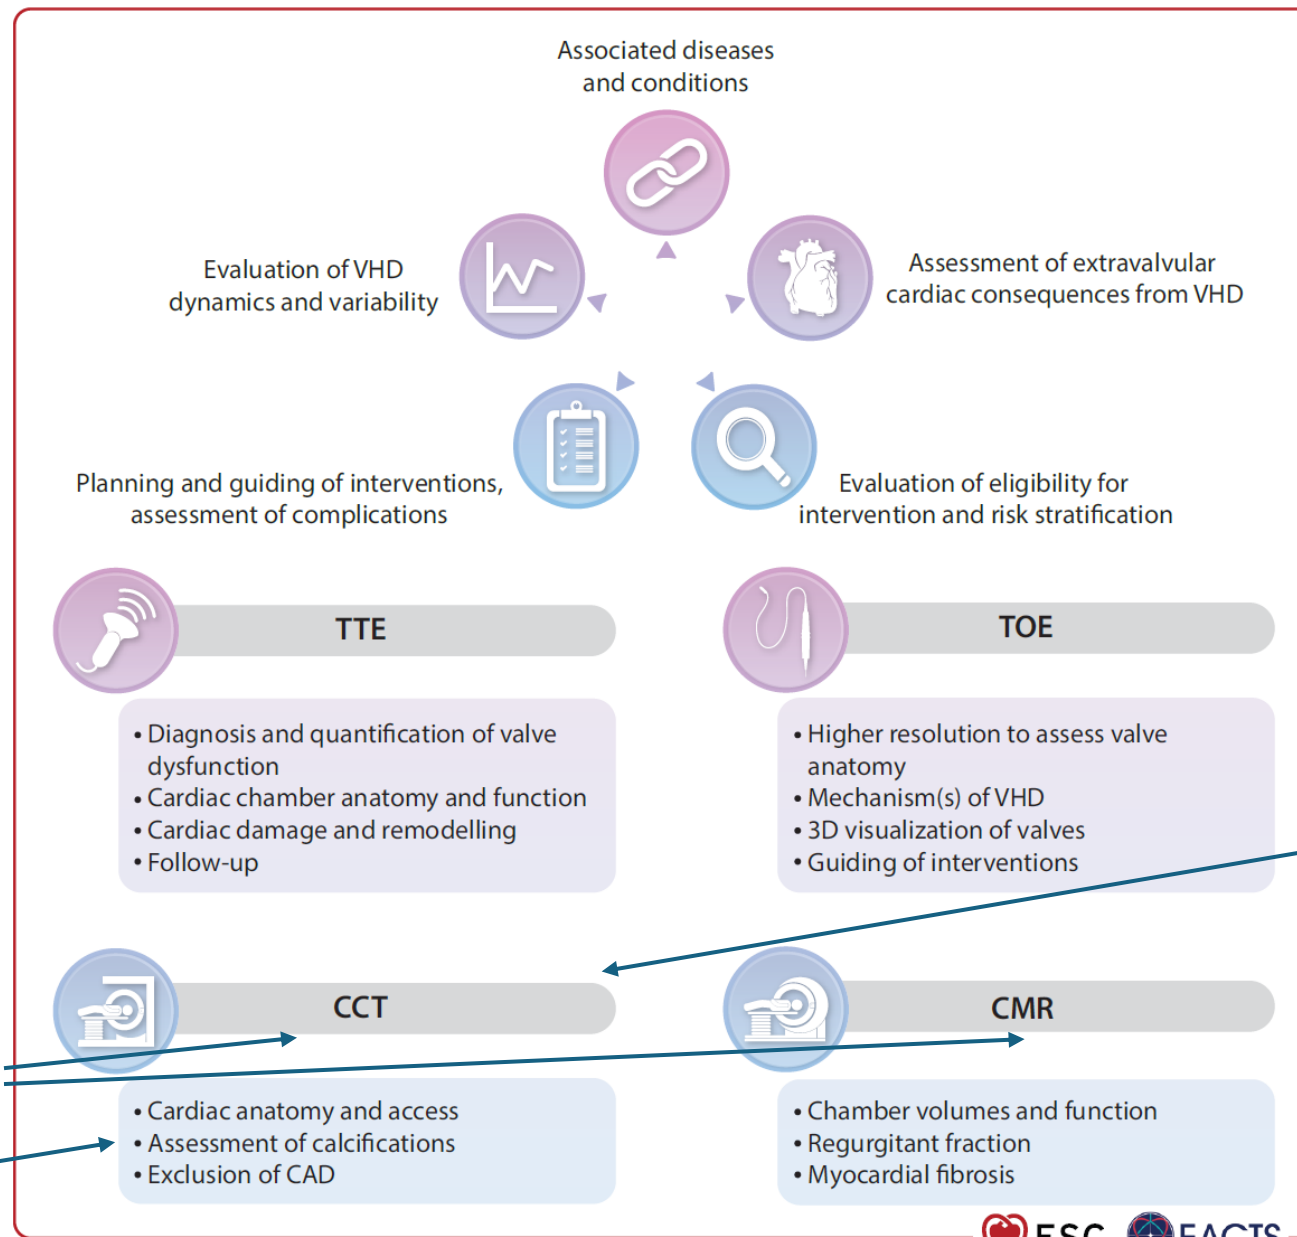 Associated diseases
and conditions
Evaluation of VHD
dynamics and variability
Assessment of extravalvular
cardiac consequences from VHD
Planning and guiding of interventions,
assessment of complications
Evaluation of eligibility for
intervention and risk stratification
TTE
• Diagnosis and quantification of valve
dysfunction
• Cardiac chamber anatomy and function
• Cardiac damage and remodelling
• Follow-up
TOE
• Higher resolution to assess valve
anatomy
• Mechanism(s) of VHD
• 3D visualization of valves
• Guiding of interventions
CCT
• Cardiac anatomy and access
• Assessment of calcifications
• Exclusion of CAD
CMR
• Chamber volumes and function
• Regurgitant fraction
• Myocardial fibrosis
ESC
EACTS